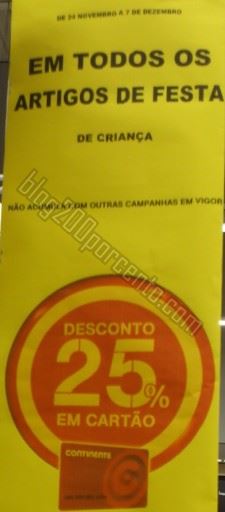 DE 24 NOVEMBRO A 7 DE DEZEMBRO
EM TODOS OS
ARTIGOS DE FESTA
DE CRIANÇA
NÃO ACUMULA COM OUTRAS CAMPANHAS EM VIGOR
blog200porcento.com
DESCONTO
25%
EM CARTÃO
CONTINENTE